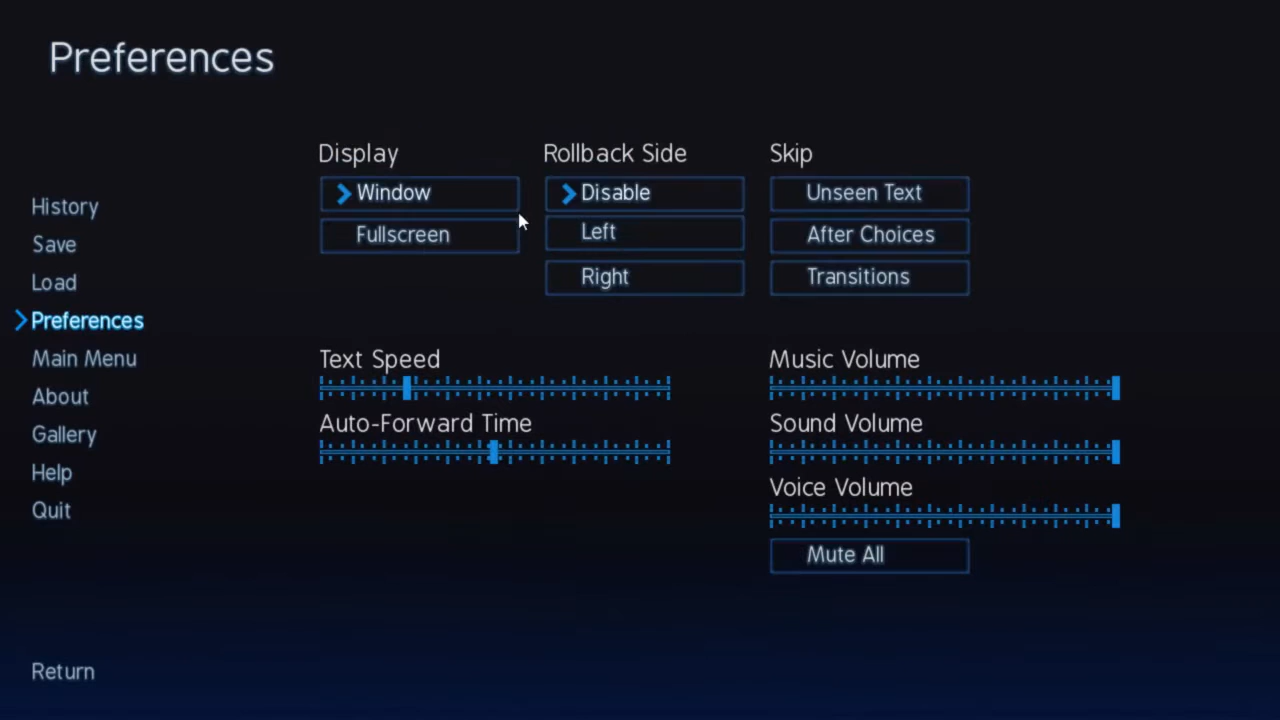 Preferences
History
Save
Load
Preferences
Main Menu
About
Gallery
Help
Quit
Return
Display
Window
Fullscreen
Rollback Side
Disable
Left
Right
Skip
Unseen Text
After Choices
Transitions
Text Speed
Auto-Forward Time
Music Volume
Sound Volume
Voice Volume
Mute All